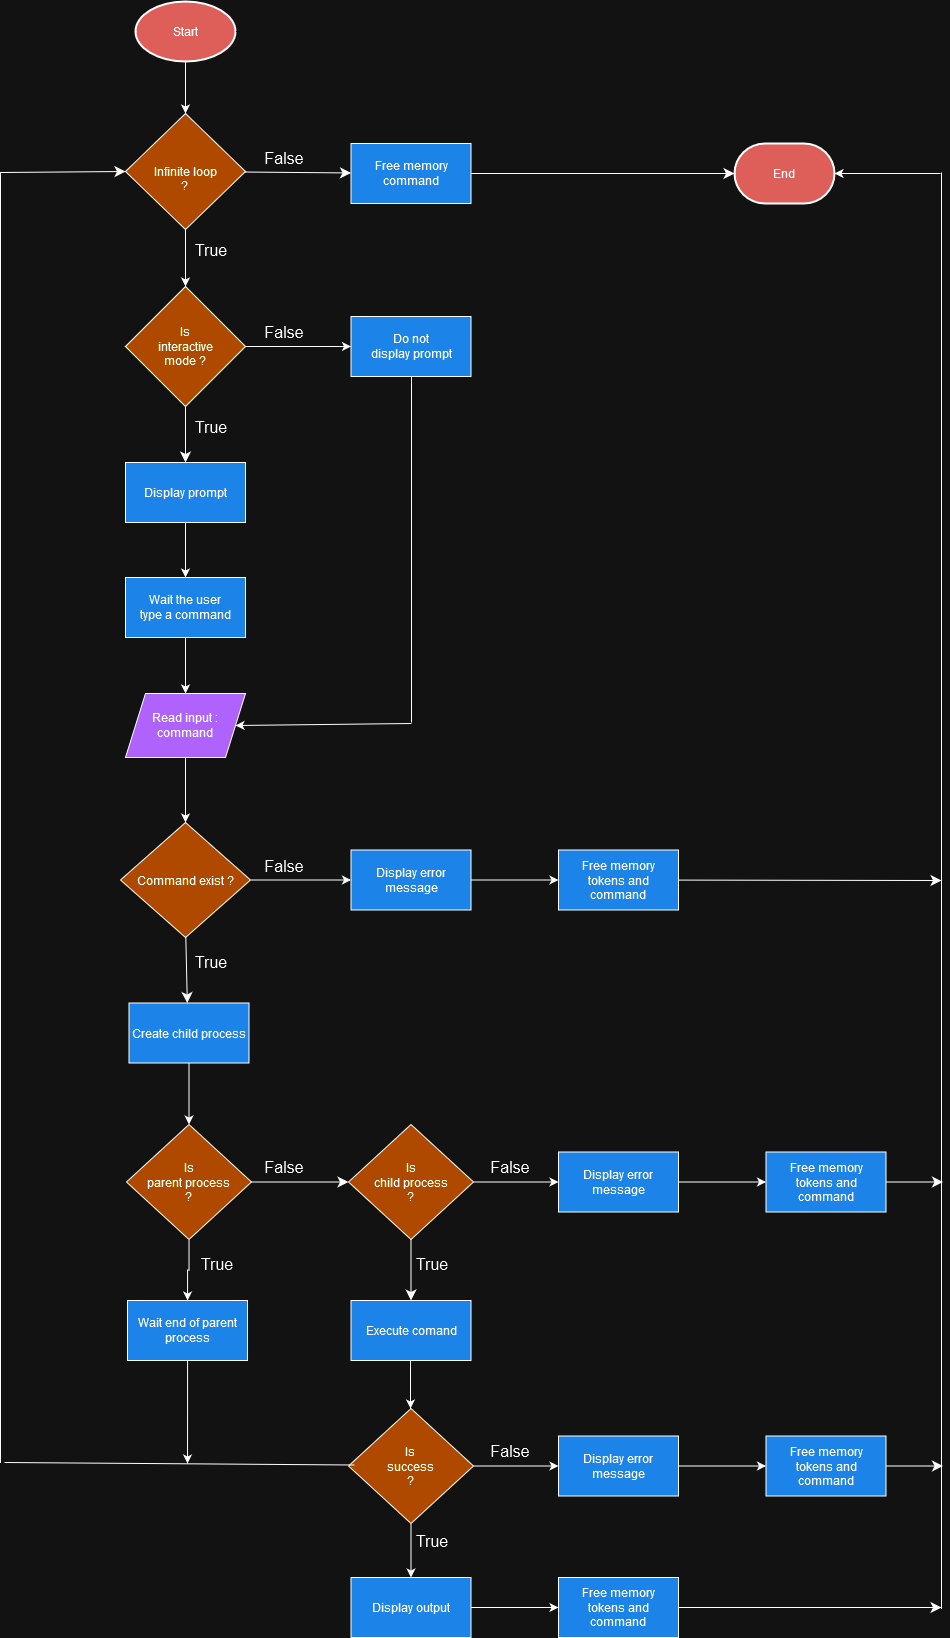 Start
Infinite loop
?
False
Free memory
command
End
True
Is
interactive
mode ?
False
Do not
display prompt
True
Display prompt
Wait the user
type a command
Read input :
command
Command exist ?
False
Display error
message
Free memory
tokens and
command
True
Create child process
Is
parent process
?
False
Is
child process
?
False
Display error
message
Free memory
tokens and
command
True
True
Wait end of parent
process
Execute comand
Is
success
?
False
Display error
message
Free memory
tokens and
command
True
Display output
Free memory
tokens and
command